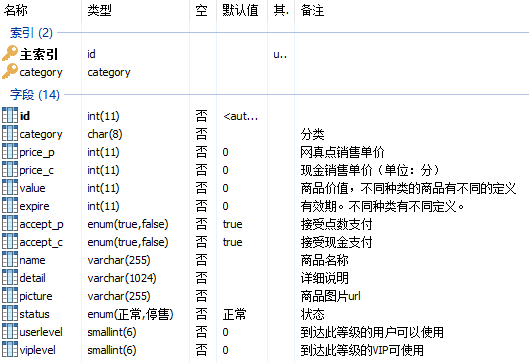 名称 类型 空 默认值 其. 备注
索引 (2)
主索引 id u..
category category
字段 (14)
id int(11) 否 <aut...
category char(8) 否 分类
price_p int(11) 否 0 网真点销售单价
price_c int(11) 否 0 现金销售单价（单位：分）
value int(11) 否 0 商品价值，不同种类的商品有不同的定义
expire int(11) 否 0 有效期。不同种类有不同定义。
accept_p enum(true,false) 否 true 接受点数支付
accept_c enum(true,false) 否 true 接受现金支付
name varchar(255) 否 商品名称
detail varchar(1024) 否 详细说明
picture varchar(255) 否 商品图片url
status enum(正常,停售) 否 正常 状态
userlevel smallint(6) 否 0 到达此等级的用户可以使用
viplevel smallint(6) 否 0 到达此等级的VIP可使用